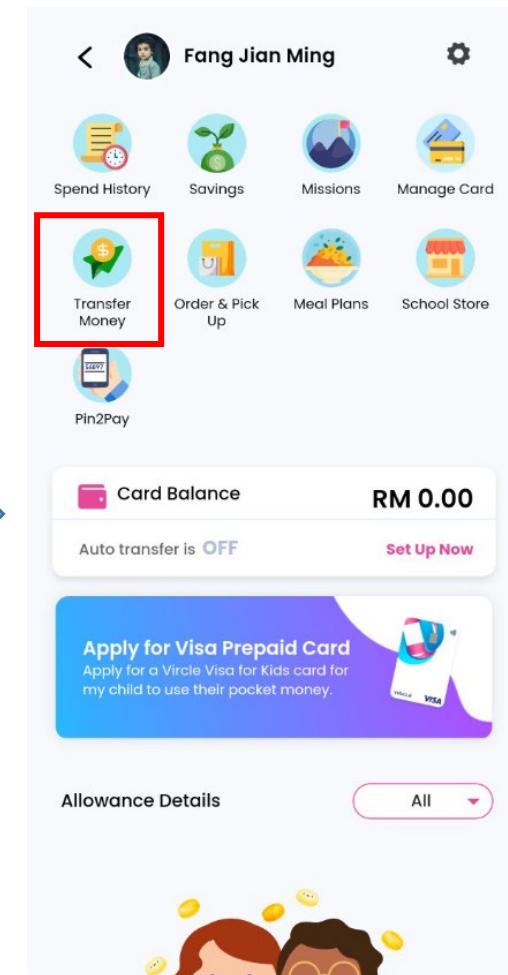 Fang Jian Ming
Spend History
Savings
Missions
Manage Card
Transfer
Money
Order & Pick
Up
Meal Plans
School Store
Pin2Pay
Card Balance
RM 0.00
Auto transfer is OFF
Set Up Now
Apply for Visa Prepaid Card
Apply for a Vircle Visa for Kids card for
my child to use their pocket money.
VISA
Allowance Details
All